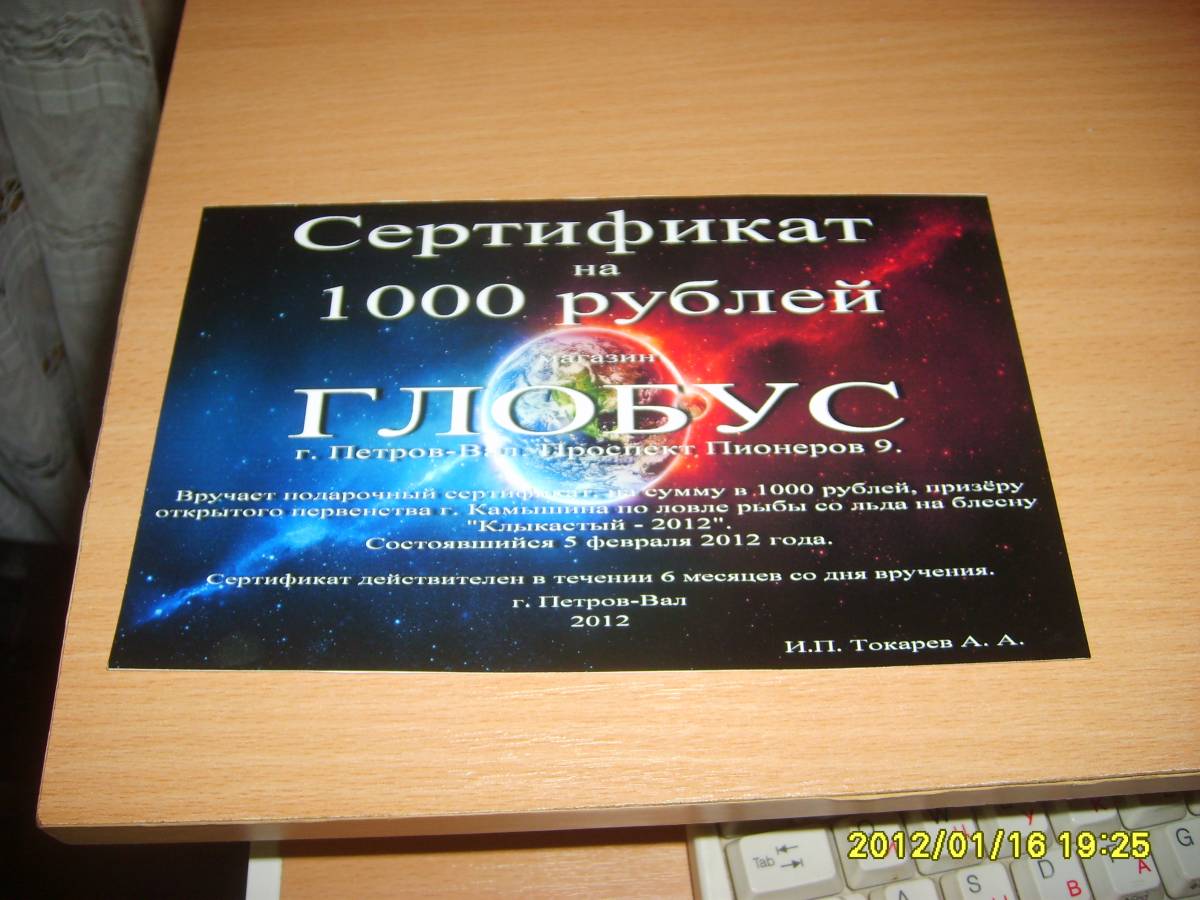 Сертификат
на
1000 рублей
магазин
ГЛОБУС
г. Петров-Вал. Проспект Пионеров 9.
Вручает подарочный сертификат, на сумму в 1000 рублей, призёру
открытого первенства г. Камышина по ловле рыбы со льда на блесну
"Клыкастый - 2012".
Состоявшийся 5 февраля 2012 года.
Сертификат действителен в течении 6 месяцев со дня вручения.
г. Петров-Вал
2012
И.П. Токарев А. А.
2012/01/16 19:25
Tab
A S D G
В А